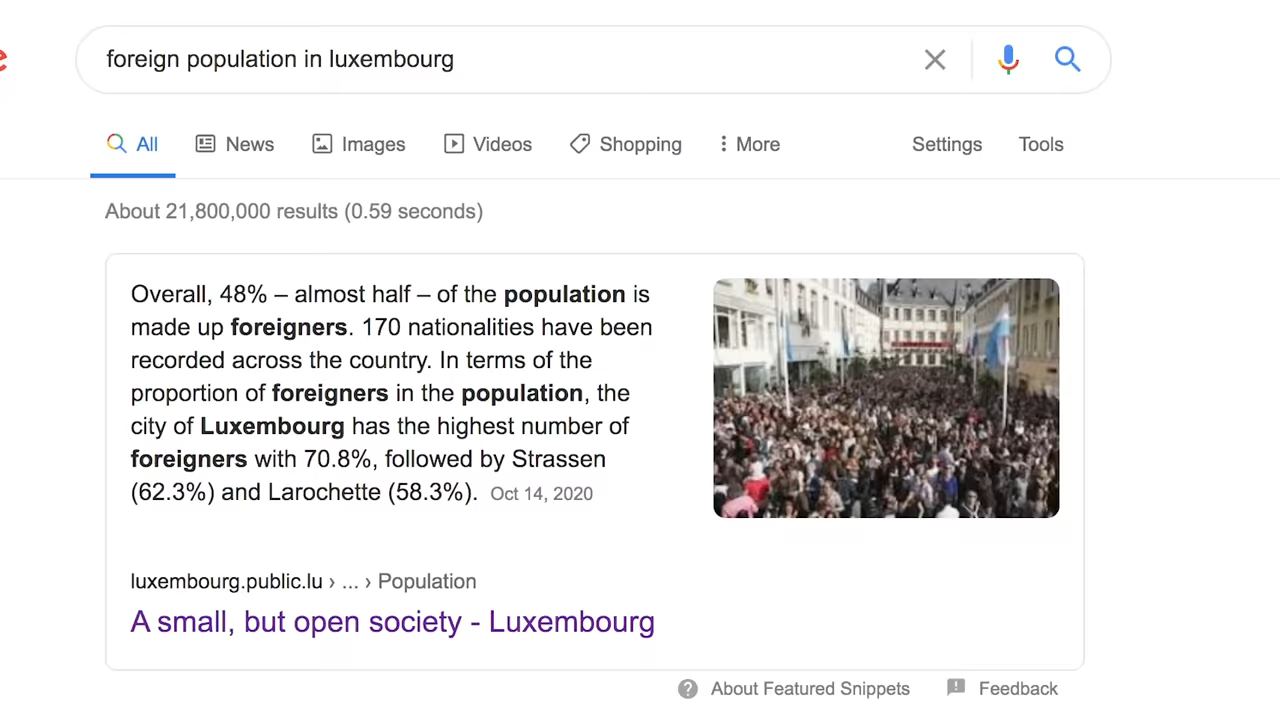 foreign population in luxembourg
All News Images Videos Shopping More Settings Tools
About 21,800,000 results (0.59 seconds)
Overall, 48% – almost half – of the population is
made up foreigners. 170 nationalities have been
recorded across the country. In terms of the
proportion of foreigners in the population, the
city of Luxembourg has the highest number of
foreigners with 70.8%, followed by Strassen
(62.3%) and Larochette (58.3%). Oct 14, 2020
luxembourg.public.lu › ... › Population
A small, but open society - Luxembourg
About Featured Snippets Feedback